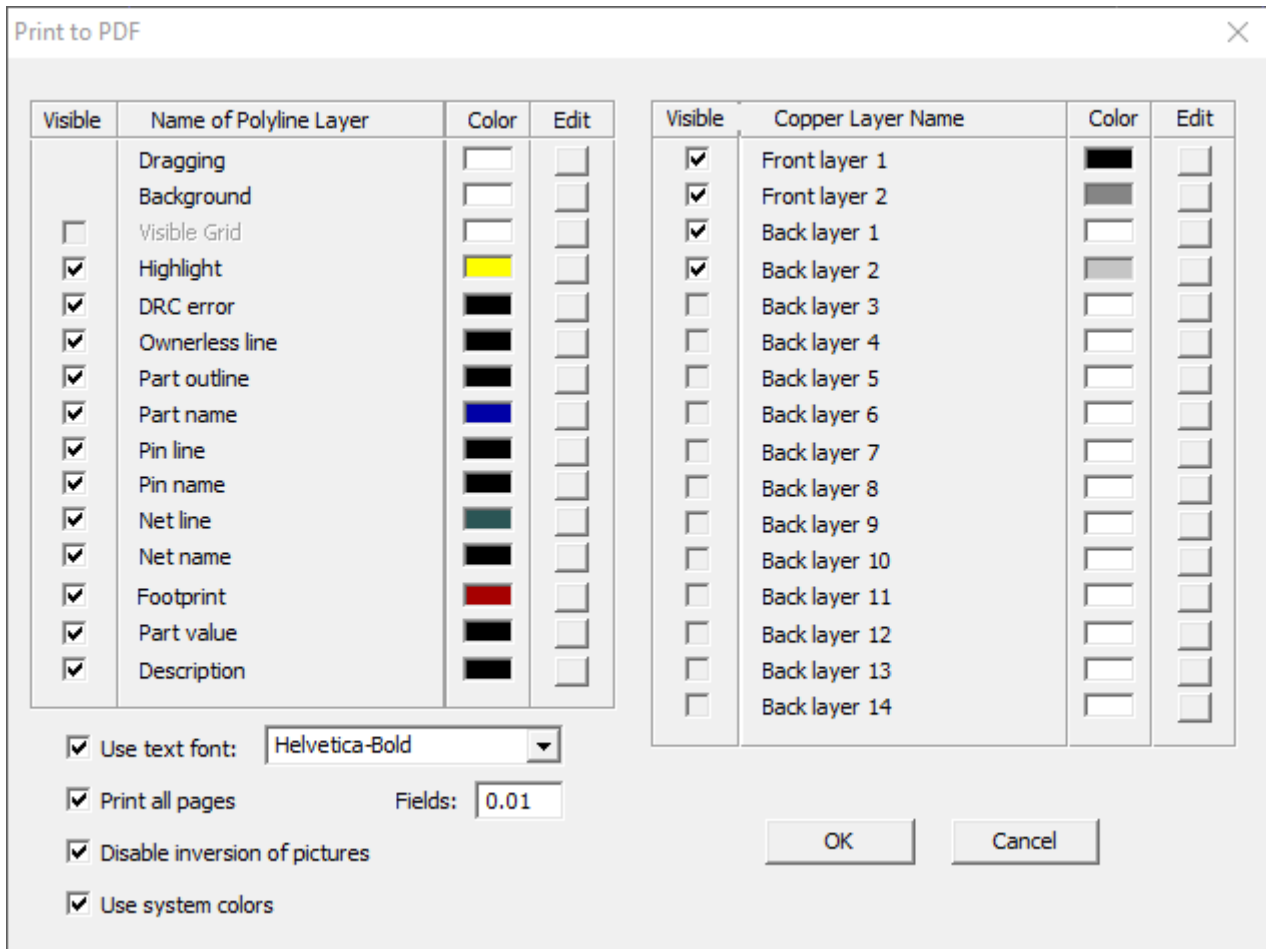 Print to PDF
Visible Name of Polyline Layer Color Edit
Dragging
Background
Visible Grid
Highlight
DRC error
Ownerless line
Part outline
Part name
Pin line
Pin name
Net line
Net name
Footprint
Part value
Description
Visible Copper Layer Name Color Edit
Front layer 1
Front layer 2
Back layer 1
Back layer 2
Back layer 3
Back layer 4
Back layer 5
Back layer 6
Back layer 7
Back layer 8
Back layer 9
Back layer 10
Back layer 11
Back layer 12
Back layer 13
Back layer 14
Use text font: Helvetica-Bold
Print all pages Fields: 0.01
Disable inversion of pictures
Use system colors
OK Cancel